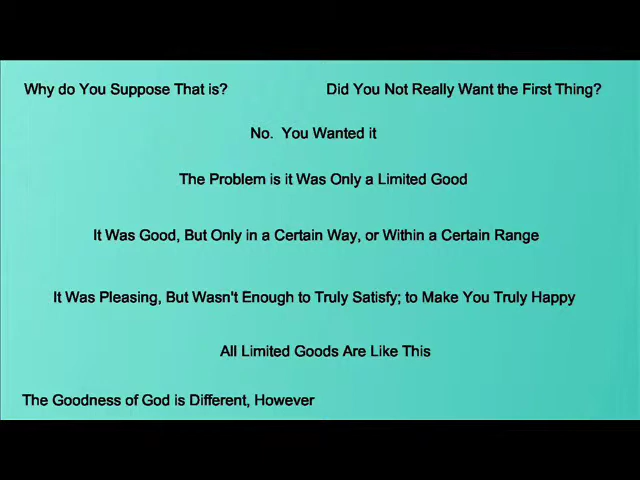 Why do You Suppose That is?
Did You Not Really Want the First Thing?
No.  You Wanted it
The Problem is it Was Only a Limited Good
It Was Good, But Only in a Certain Way, or Within a Certain Range
It Was Pleasing, But Wasn't Enough to Truly Satisfy; to Make You Truly Happy
All Limited Goods Are Like This
The Goodness of God is Different, However